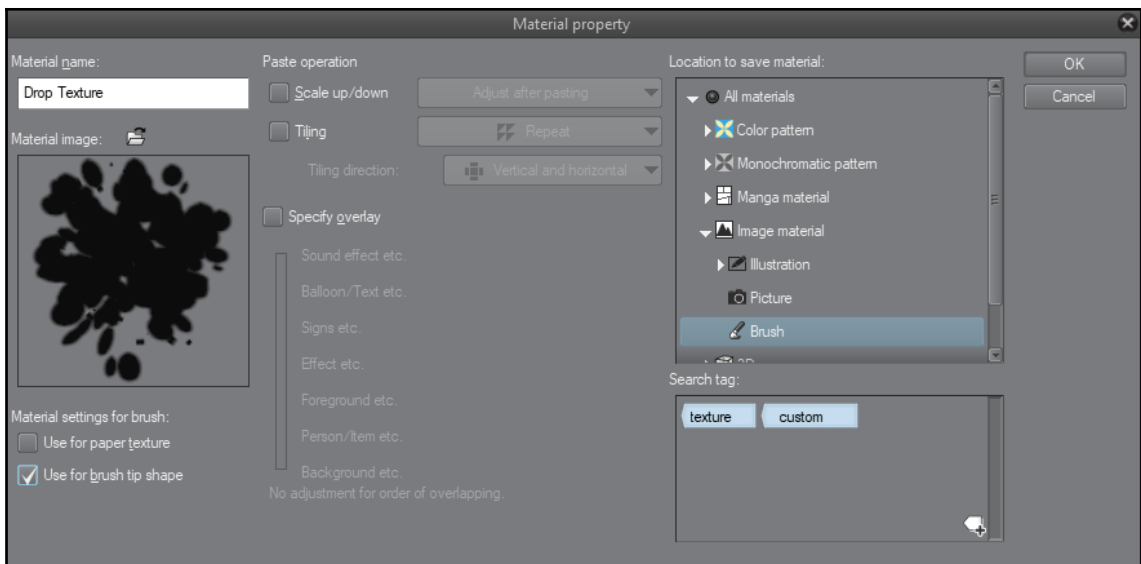 Material property
Material name:
Drop Texture
Material image:
Material settings for brush:
Use for paper texture
Use for brush tip shape
Paste operation
Scale up/down
Adjust after pasting
Tiling
Repeat
Tiling direction:
Vertical and horizontal
Specify overlay
Sound effect etc.
Balloon/Text etc.
Signs etc.
Effect etc.
Foreground etc.
Person/Item etc.
Background etc.
No adjustment for order of overlapping.
Location to save material:
All materials
Color pattern
Monochromatic pattern
Manga material
Image material
Illustration
Picture
Brush
3D
Search tag:
texture custom
OK
Cancel